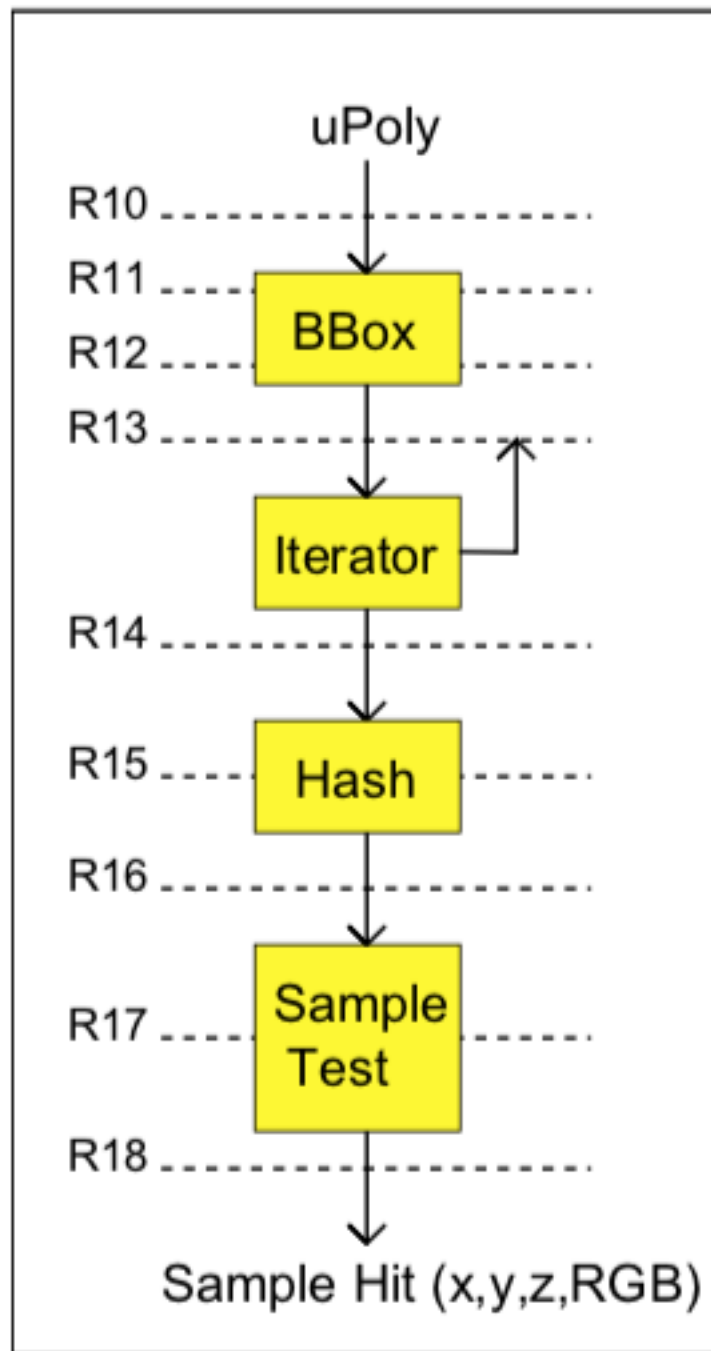 uPoly
R10
R11
BBox
R12
R13
Iterator
R14
R15
Hash
R16
Sample
R17
Test
R18
Sample Hit (x,y,z,RGB)